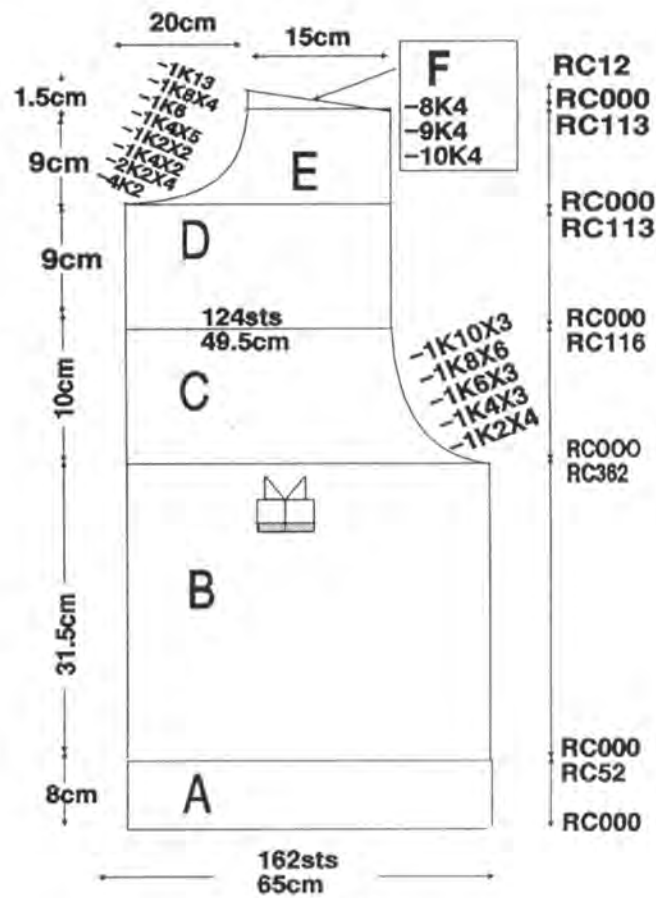 20cm
15cm
1.5cm
-1K13
-1K8X4
-1K6
-1K4X5
-1K2X2
-1K4X2
-2K2X4
-4K2
F
-8K4
-9K4
-10K4
RC12
RC000
RC113
9cm
E
RC000
RC113
D
9cm
124sts
49.5cm
RC000
RC116
-1K10X3
-1K8X6
-1K6X3
-1K4X3
-1K2X4
10cm
C
RC000
RC362
B
31.5cm
RC000
RC52
8cm
A
RC000
162sts
65cm